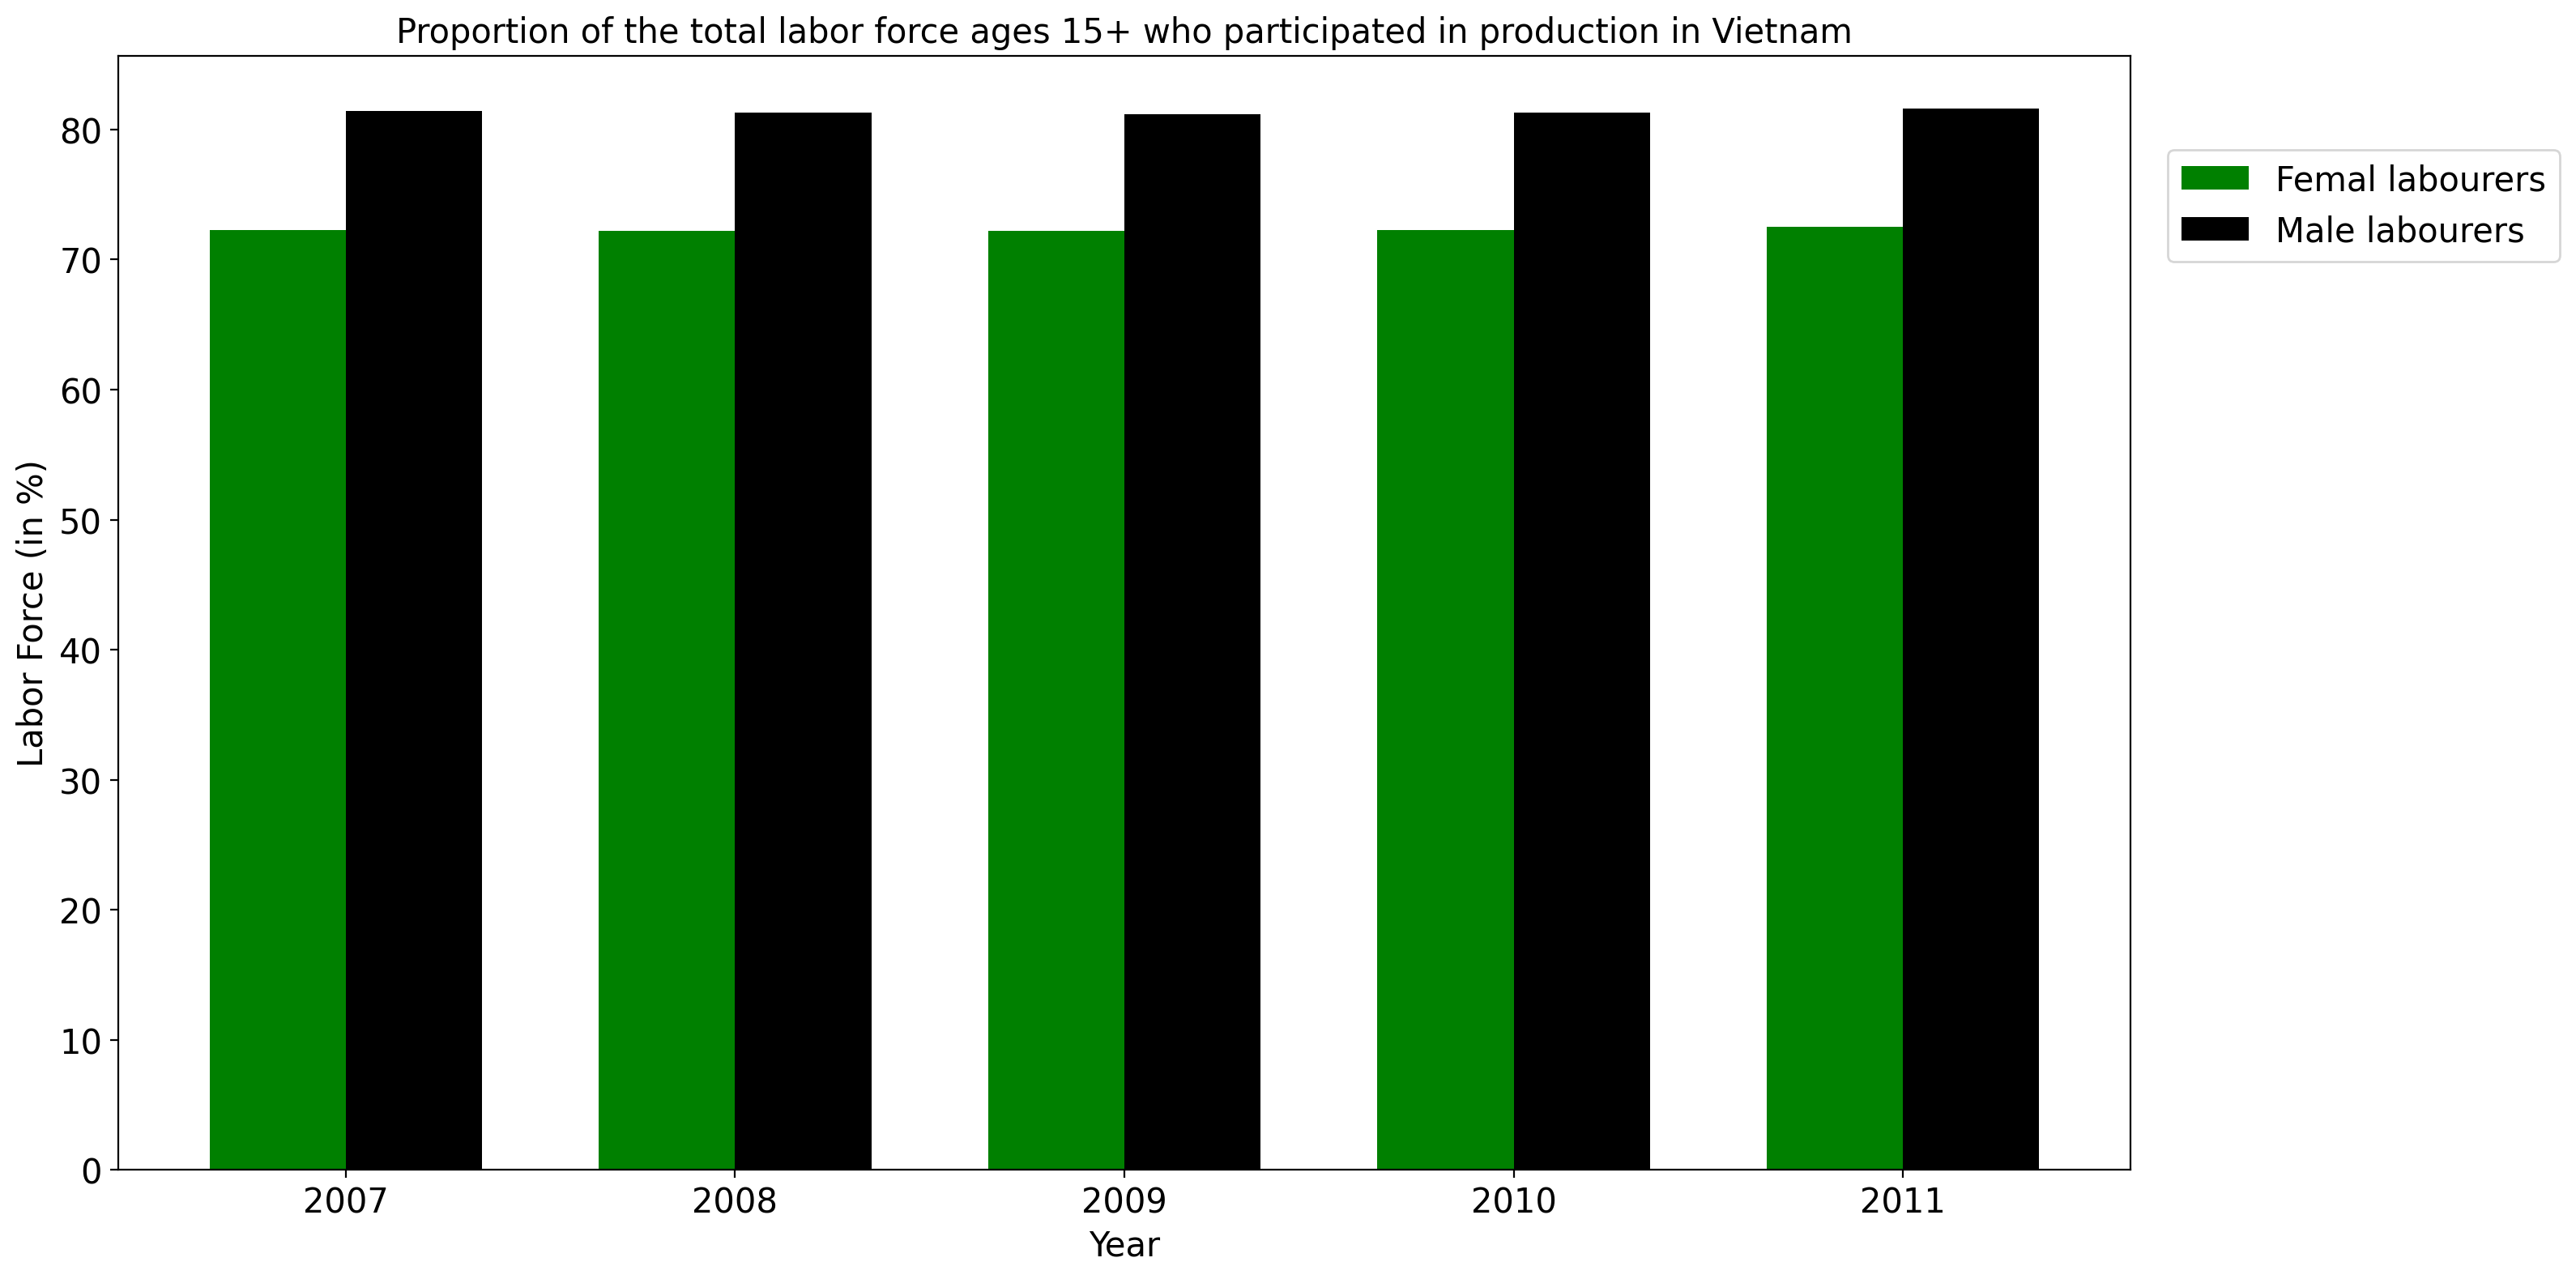 Proportion of the total labor force ages 15+ who participated in production in Vietnam
80
70
60
50
40
30
20
10
0
Labor Force (in %)
2007 2008 2009 2010 2011
Year
Femal labourers
Male labourers